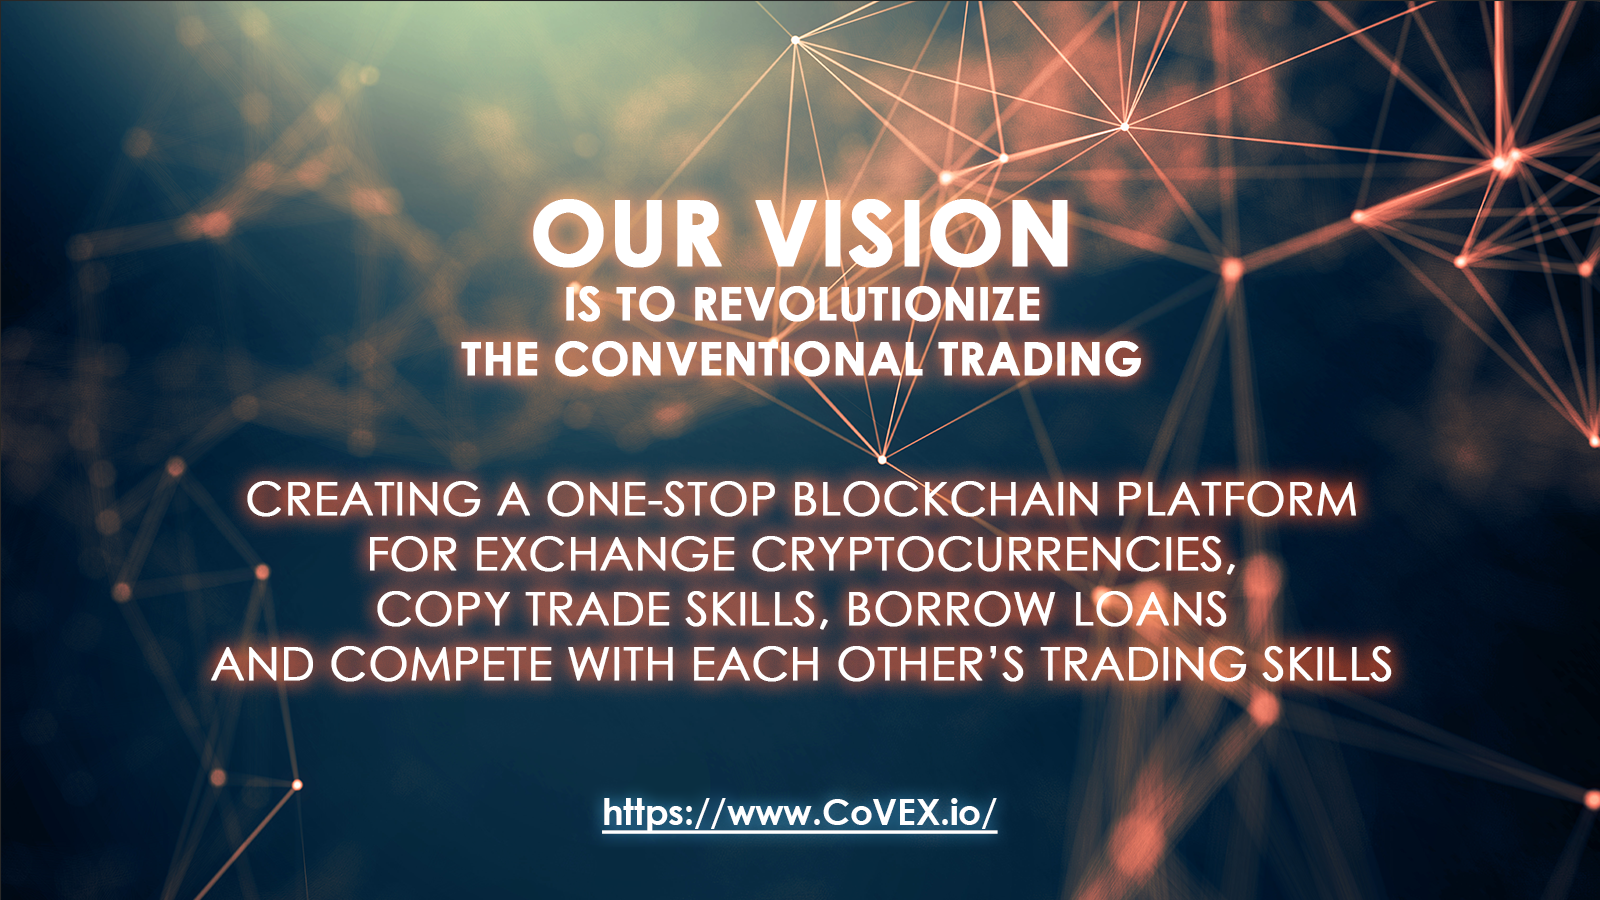 OUR VISION
IS TO REVOLUTIONIZE
THE CONVENTIONAL TRADING
CREATING A ONE-STOP BLOCKCHAIN PLATFORM
FOR EXCHANGE CRYPTOCURRENCIES,
COPY TRADE SKILLS, BORROW LOANS
AND COMPETE WITH EACH OTHER’S TRADING SKILLS
https://www.CoVEX.io/